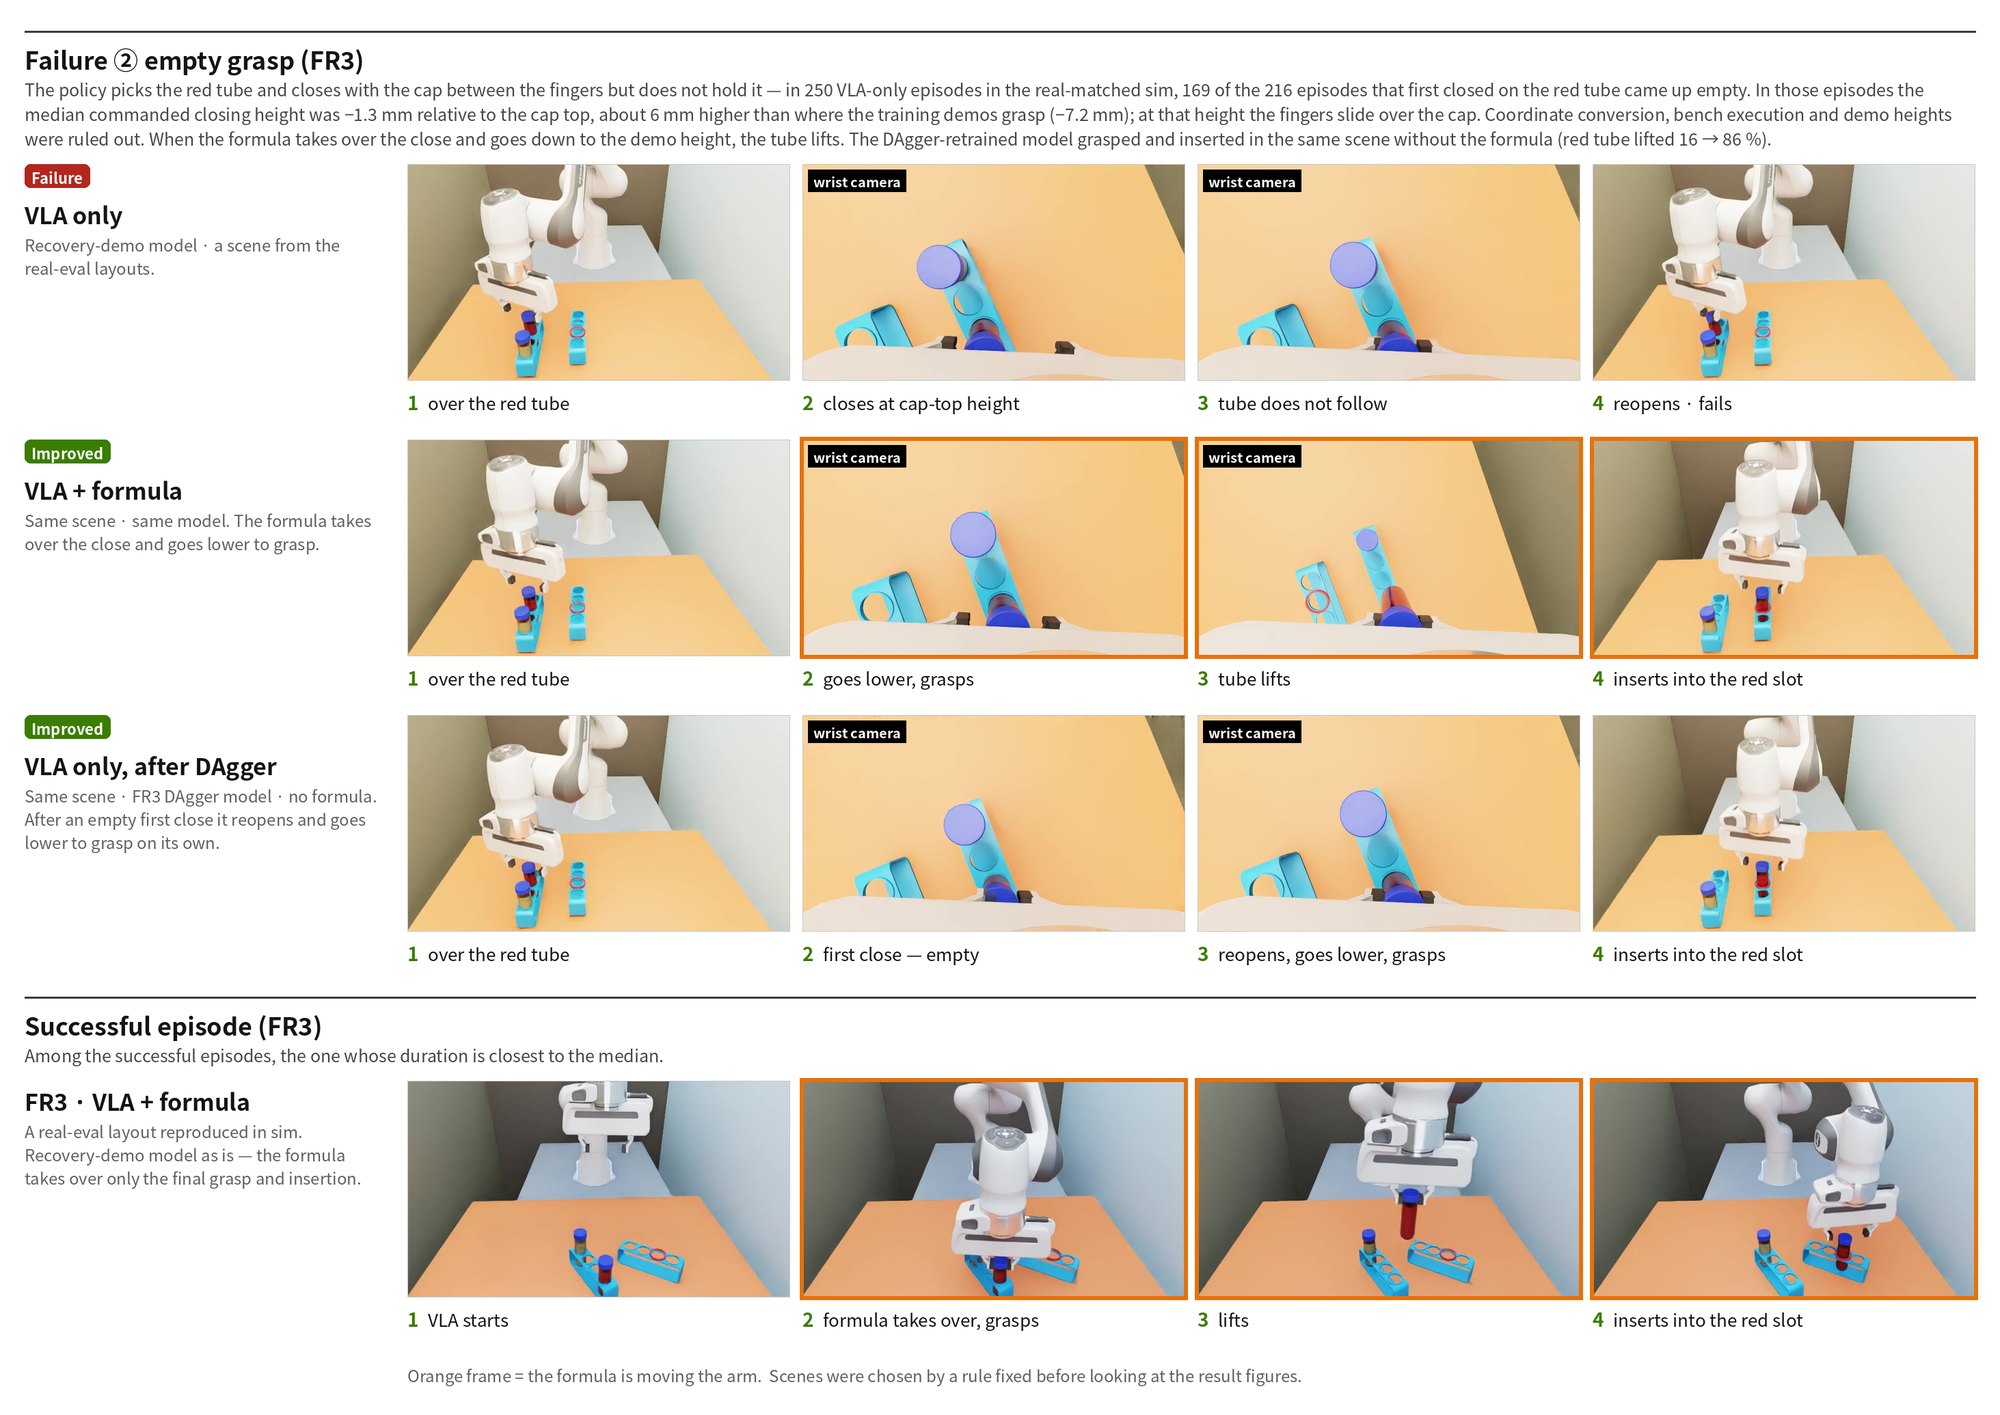 Failure ② empty grasp (FR3)
The policy picks the red tube and closes with the cap between the fingers but does not hold it — in 250 VLA-only episodes in the real-matched sim, 169 of the 216 episodes that first closed on the red tube came up empty. In those episodes the
median commanded closing height was −1.3 mm relative to the cap top, about 6 mm higher than where the training demos grasp (−7.2 mm); at that height the fingers slide over the cap. Coordinate conversion, bench execution and demo heights
were ruled out. When the formula takes over the close and goes down to the demo height, the tube lifts. The DAgger-retrained model grasped and inserted in the same scene without the formula (red tube lifted 16 → 86 %).
Failure
VLA only
Recovery-demo model · a scene from the
real-eval layouts.
wrist camera
wrist camera
1 over the red tube
2 closes at cap-top height
3 tube does not follow
4 reopens · fails
Improved
VLA + formula
Same scene · same model. The formula takes
over the close and goes lower to grasp.
wrist camera
wrist camera
1 over the red tube
2 goes lower, grasps
3 tube lifts
4 inserts into the red slot
Improved
VLA only, after DAgger
Same scene · FR3 DAgger model · no formula.
After an empty first close it reopens and goes
lower to grasp on its own.
wrist camera
wrist camera
1 over the red tube
2 first close — empty
3 reopens, goes lower, grasps
4 inserts into the red slot
Successful episode (FR3)
Among the successful episodes, the one whose duration is closest to the median.
FR3 · VLA + formula
A real-eval layout reproduced in sim.
Recovery-demo model as is — the formula
takes over only the final grasp and insertion.
1 VLA starts
2 formula takes over, grasps
3 lifts
4 inserts into the red slot
Orange frame = the formula is moving the arm. Scenes were chosen by a rule fixed before looking at the result figures.